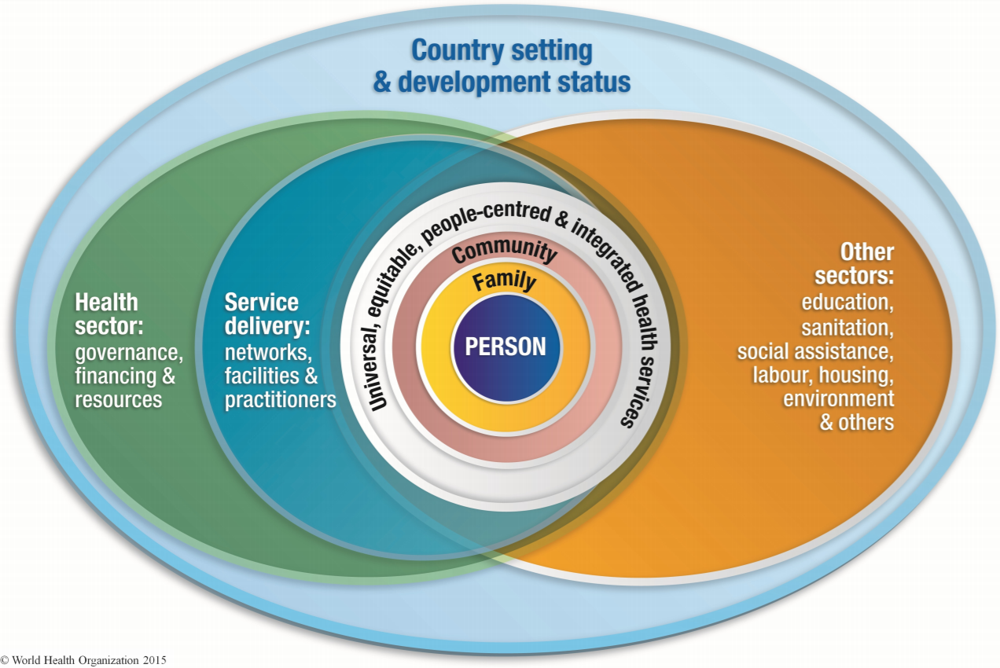 Country setting
& development status
Universal, equitable, people-centred & integrated health services
Community
Family
PERSON
Health
sector:
governance,
financing &
resources
Service
delivery:
networks,
facilities &
practitioners
Other
sectors:
education,
sanitation,
social assistance,
labour, housing,
environment
& others
© World Health Organization 2015